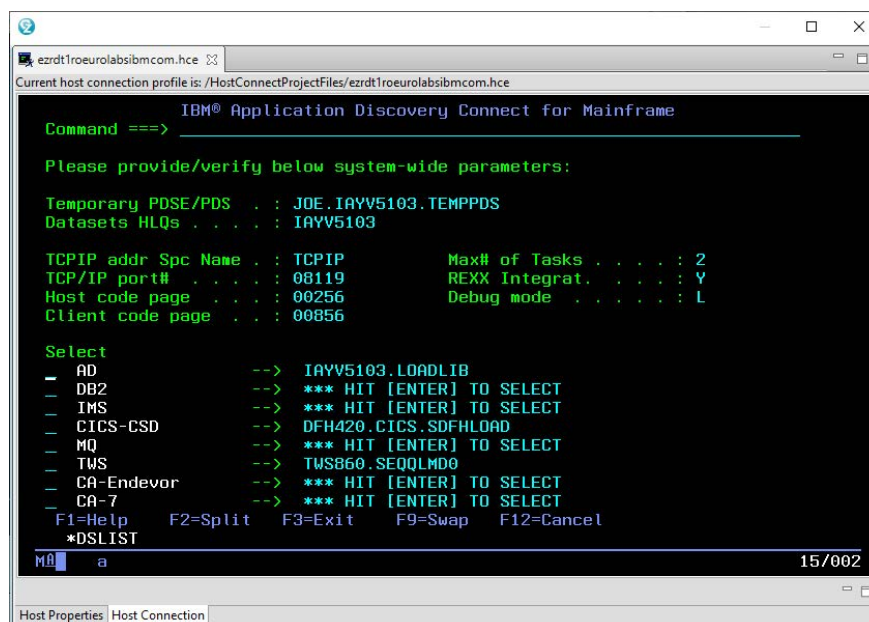 ezrdt1roeurolabsibmcom.hce
Current host connection profile is: /HostConnectProjectFiles/ezrdt1roeurolabsibmcom.hce
IBM® Application Discovery Connect for Mainframe
Command ===>
Please provide/verify below system-wide parameters:
Temporary PDSE/PDS . : JOE.IAYV5103.TEMPPDS
Datasets HLQs . . . . : IAYV5103
TCPIP addr Spc Name . : TCPIP Max# of Tasks . . . . : 2
TCP/IP port# . . . . : 08119 REXX Integrat. . . . . : Y
Host code page . . . : 00256 Debug mode . . . . . : L
Client code page . . : 00856
Select
_ AD --> IAYV5103.LOADLIB
_ DB2 --> *** HIT [ENTER] TO SELECT
_ IMS --> *** HIT [ENTER] TO SELECT
_ CICS-CSD --> DFH420.CICS.SDFHLOAD
_ MQ --> *** HIT [ENTER] TO SELECT
_ TWS --> TWS860.SEQQLMD0
_ CA-Endevor --> *** HIT [ENTER] TO SELECT
_ CA-7 --> *** HIT [ENTER] TO SELECT
F1=Help F2=Split F3=Exit F9=Swap F12=Cancel
*DSLIST
MA a 15/002
Host Properties Host Connection